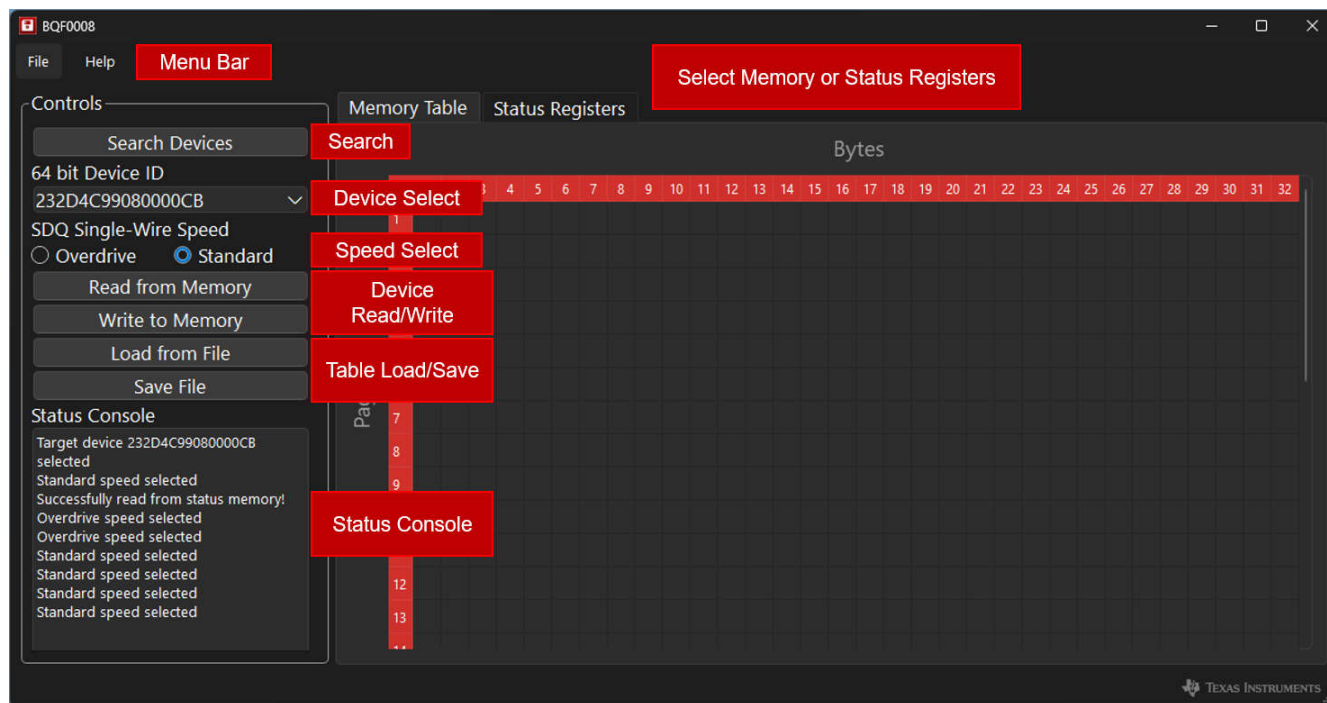 BQF0008
File Help Menu Bar
Select Memory or Status Registers
Controls
Search Devices
Search
64 bit Device ID
232D4C99080000CB
Device Select
SDQ Single-Wire Speed
Overdrive Standard
Speed Select
Read from Memory
Write to Memory
Device
Read/Write
Load from File
Save File
Table Load/Save
Status Console
Target device 232D4C99080000CB
selected
Standard speed selected
Successfully read from status memory!
Overdrive speed selected
Overdrive speed selected
Standard speed selected
Standard speed selected
Standard speed selected
Standard speed selected
Status Console
Memory Table Status Registers
Bytes
4 5 6 7 8 9 10 11 12 13 14 15 16 17 18 19 20 21 22 23 24 25 26 27 28 29 30 31 32
1
7
8
9
12
13
TEXAS INSTRUMENTS